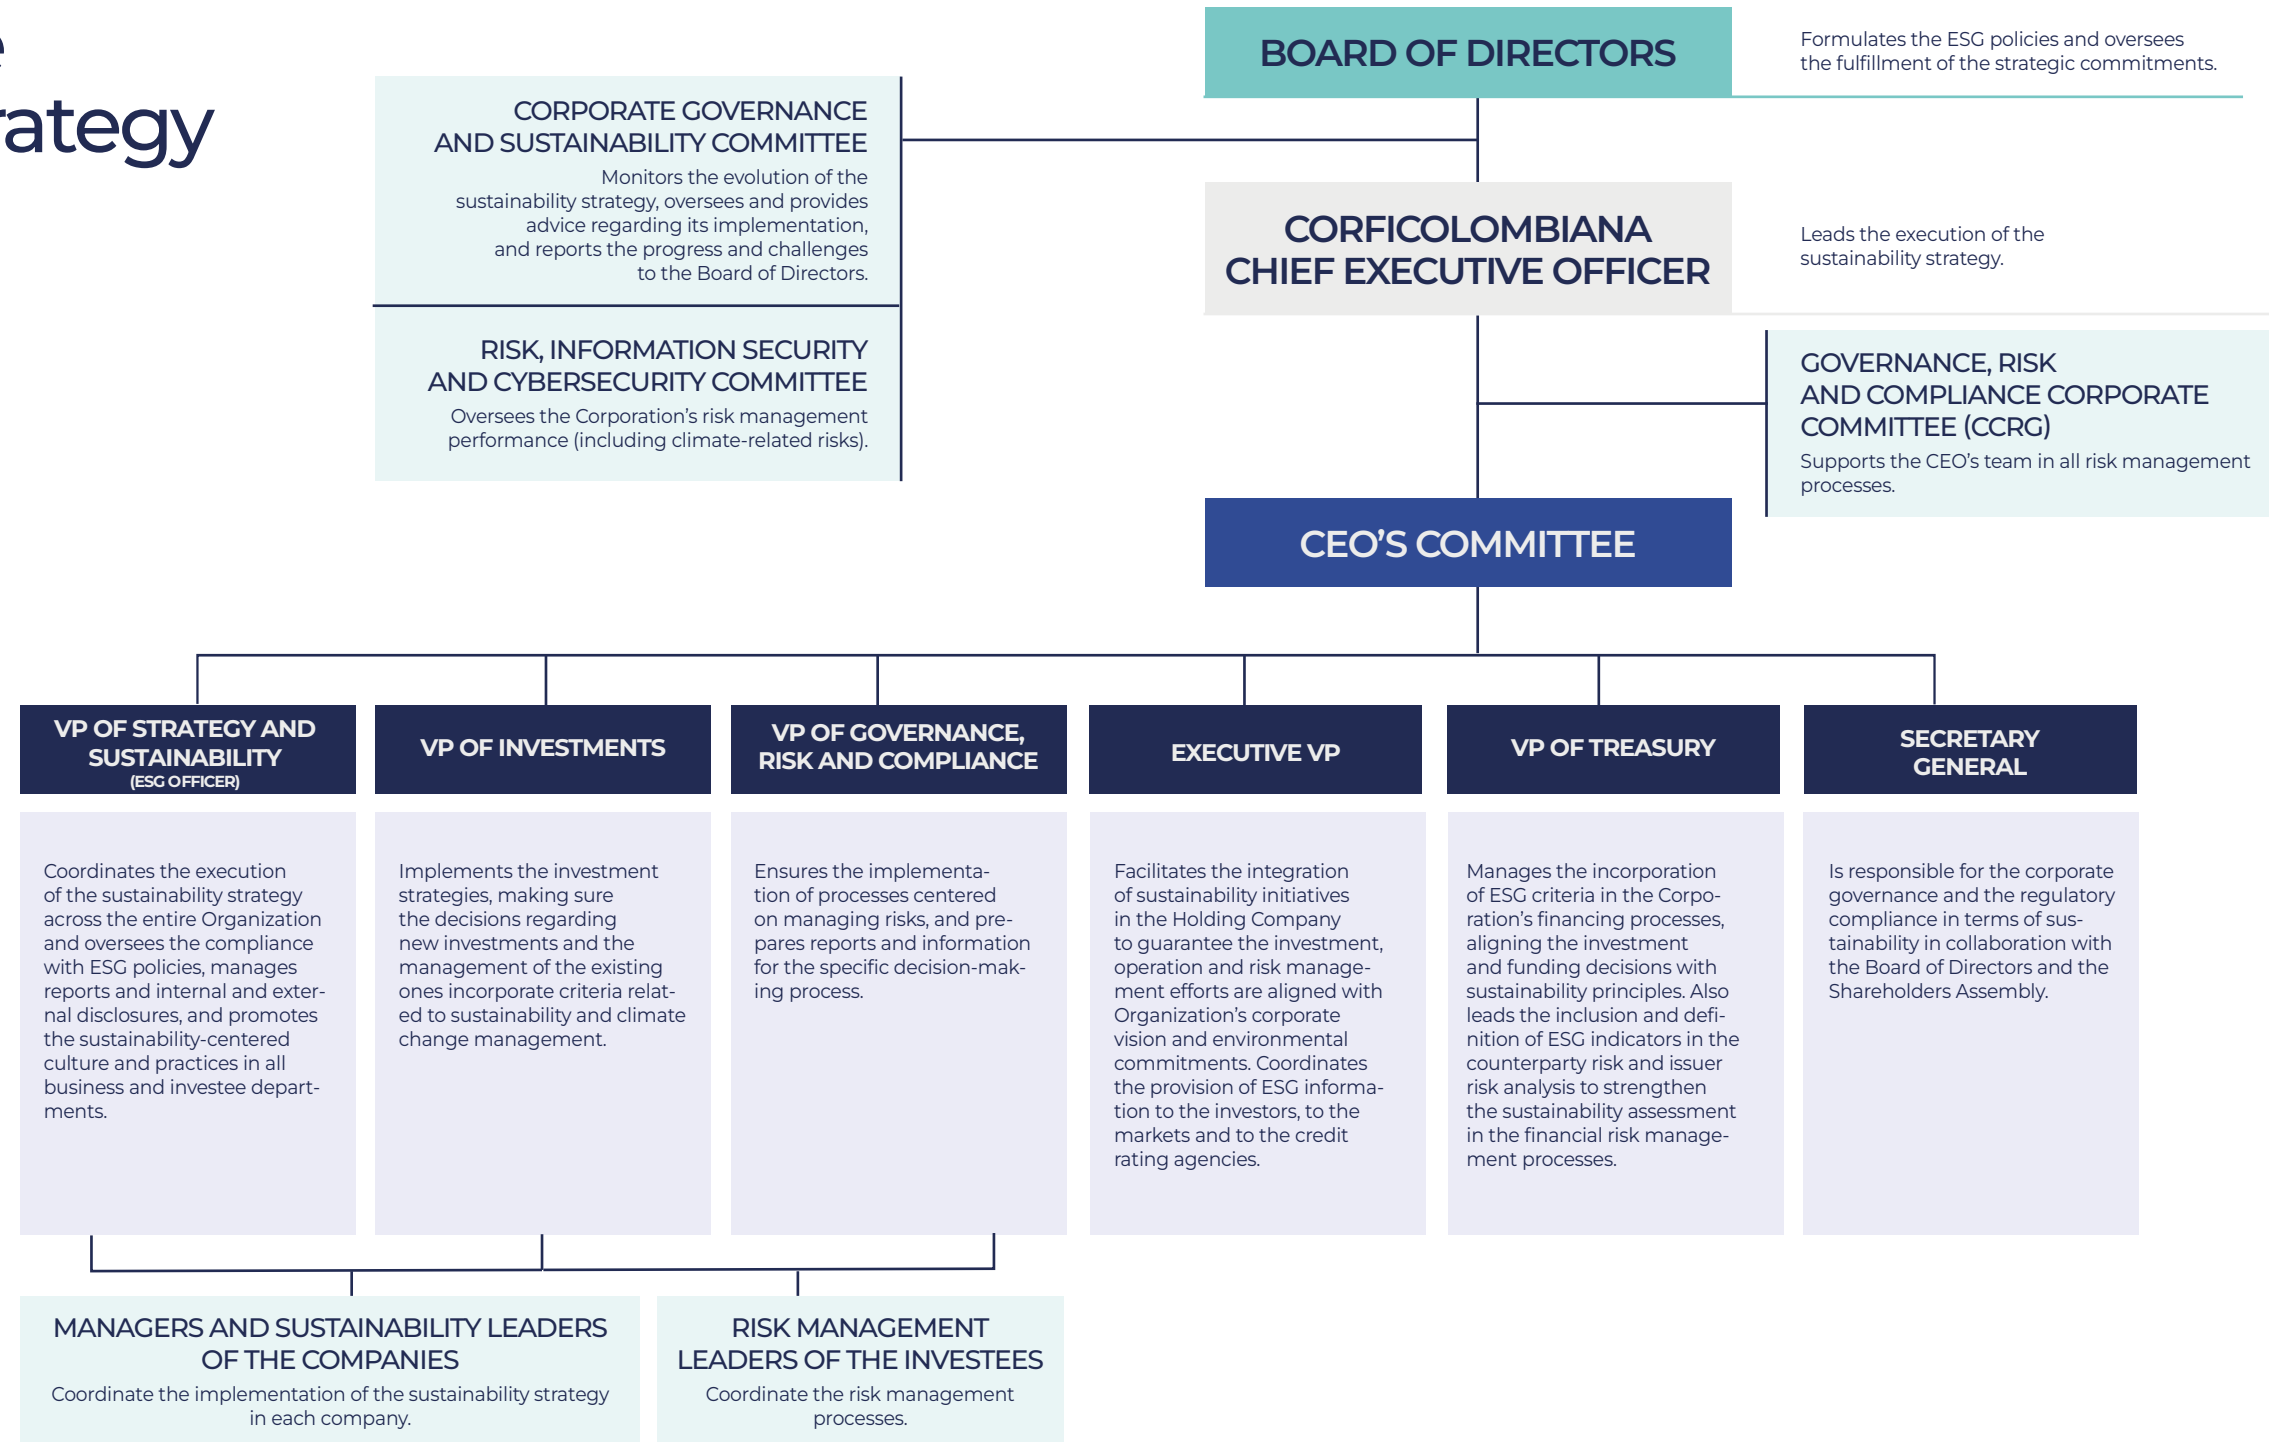 e
rategy
BOARD OF DIRECTORS
Formulates the ESG policies and oversees
the fulfillment of the strategic commitments.
CORPORATE GOVERNANCE
AND SUSTAINABILITY COMMITTEE
Monitors the evolution of the
sustainability strategy, oversees and provides
advice regarding its implementation,
and reports the progress and challenges
to the Board of Directors.
RISK, INFORMATION SECURITY
AND CYBERSECURITY COMMITTEE
Oversees the Corporation's risk management
performance (including climate-related risks).
CORFICOLOMBIANA
CHIEF EXECUTIVE OFFICER
Leads the execution of the
sustainability strategy.
GOVERNANCE, RISK
AND COMPLIANCE CORPORATE
COMMITTEE (CCRG)
Supports the CEO's team in all risk management
processes.
CEO'S COMMITTEE
VP OF STRATEGY AND
SUSTAINABILITY
(ESG OFFICER)
Coordinates the execution
of the sustainability strategy
across the entire Organization
and oversees the compliance
with ESG policies, manages
reports and internal and exter-
nal disclosures, and promotes
the sustainability-centered
culture and practices in all
business and investee depart-
ments.
VP OF INVESTMENTS
Implements the investment
strategies, making sure
the decisions regarding
new investments and the
management of the existing
ones incorporate criteria relat-
ed to sustainability and climate
change management.
VP OF GOVERNANCE,
RISK AND COMPLIANCE
Ensures the implementa-
tion of processes centered
on managing risks, and pre-
pares reports and information
for the specific decision-mak-
ing process.
EXECUTIVE VP
Facilitates the integration
of sustainability initiatives
in the Holding Company
to guarantee the investment,
operation and risk manage-
ment efforts are aligned with
Organization's corporate
vision and environmental
commitments. Coordinates
the provision of ESG informa-
tion to the investors, to the
markets and to the credit
rating agencies.
VP OF TREASURY
Manages the incorporation
of ESG criteria in the Corpo-
ration's financing processes,
aligning the investment
and funding decisions with
sustainability principles. Also
leads the inclusion and defi-
nition of ESG indicators in the
counterparty risk and issuer
risk analysis to strengthen
the sustainability assessment
in the financial risk manage-
ment processes.
SECRETARY
GENERAL
Is responsible for the corporate
governance and the regulatory
compliance in terms of sus-
tainability in collaboration with
the Board of Directors and the
Shareholders Assembly.
MANAGERS AND SUSTAINABILITY LEADERS
OF THE COMPANIES
Coordinate the implementation of the sustainability strategy
in each company.
RISK MANAGEMENT
LEADERS OF THE INVESTEES
Coordinate the risk management
processes.